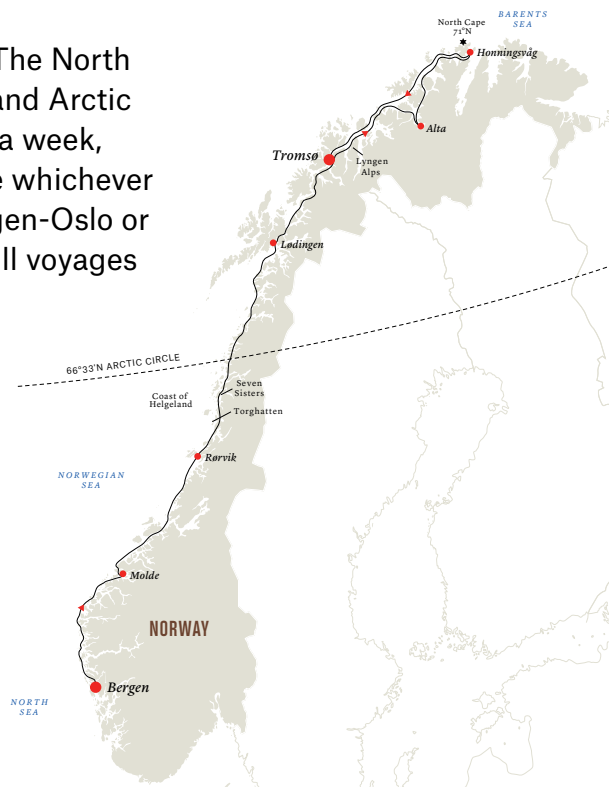 The North
and Arctic
a week,
whichever
gen-Oslo or
ll voyages
BARENTS
SEA
North Cape
71°N
Honningsvåg
Alta
Tromsø
Lyngen
Alps
Lødingen
66°33'N ARCTIC CIRCLE
Seven
Sisters
Coast of
Helgeland
Torghatten
Rørvik
NORWEGIAN
SEA
Molde
NORWAY
Bergen
NORTH
SEA